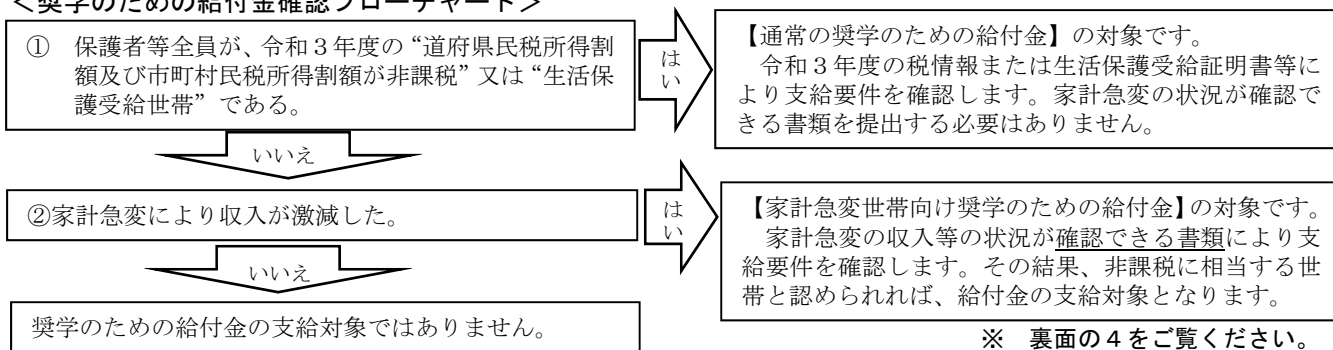 ＜奨学のための給付金確認フローチャート＞
① 保護者等全員が、令和３年度の“道府県民税所得割
額及び市町村民税所得割額が非課税”又は“生活保
護受給世帯”である。
はい
【通常の奨学のための給付金】の対象です。
令和３年度の税情報または生活保護受給証明書等に
より支給要件を確認します。家計急変の状況が確認で
きる書類を提出する必要はありません。
いいえ
②家計急変により収入が激減した。
はい
【家計急変世帯向け奨学のための給付金】の対象です。
家計急変の収入等の状況が確認できる書類により支
給要件を確認します。その結果、非課税に相当する世
帯と認められれば、給付金の支給対象となります。
いいえ
奨学のための給付金の支給対象ではありません。
※ 裏面の４をご覧ください。